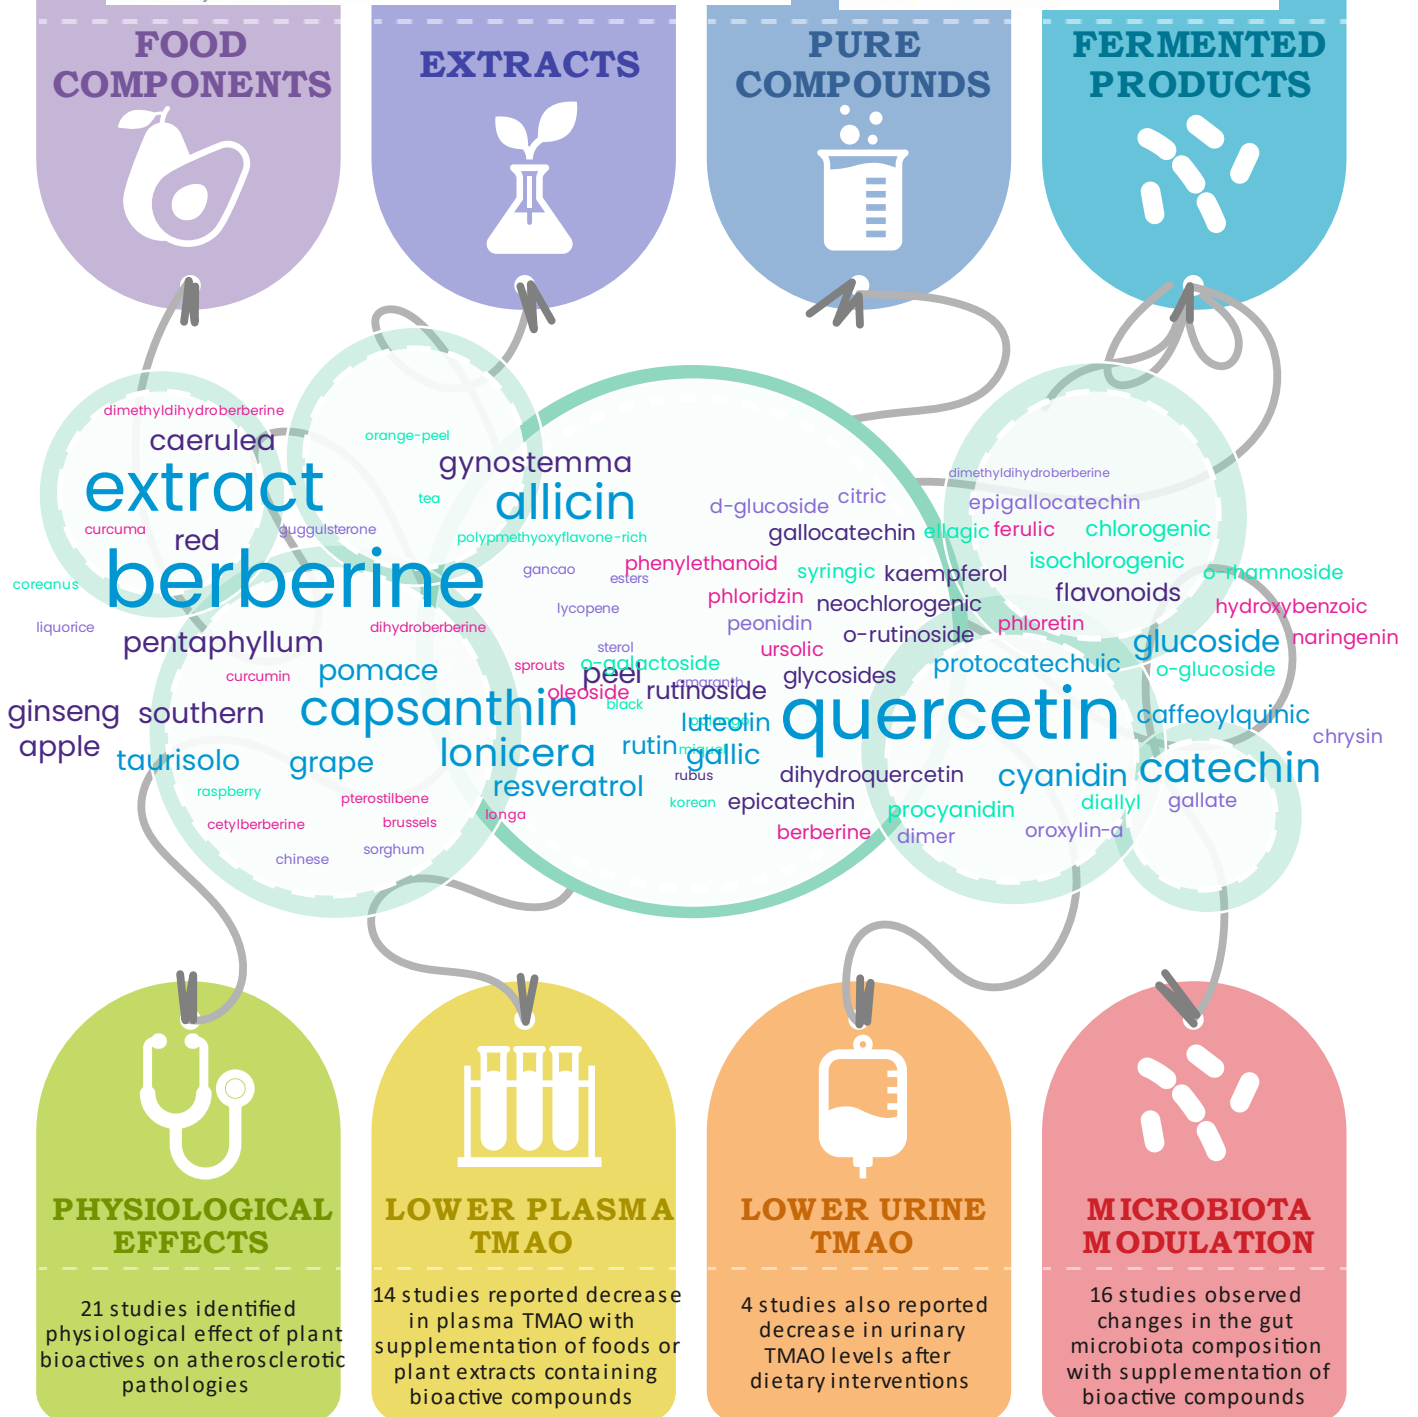 FOOD
COMPONENTS
EXTRACTS
PURE
COMPOUNDS
FERMENTED
PRODUCTS
dimethyldihydroberberine
caerulea
extract
curcuma
red
guggulsterone
berberine
coreanus
liquorice
pentaphyllum
dihydroberberine
curcumin
pomace
ginseng
southern
capsanthin
apple
taurisolo
grape
lonicera
resveratrol
raspberry
pterostilbene
cetylberberine
brussels
longa
chinese
sorghum
orange-peel
gynostemma
tea
allicin
polypmethyoxyflavone-rich
gancao
esters
lycopene
sterol
sprouts
o-galactoside
peel
amaranth
oleoside
rutinoside
black
luteolin
rutin
miquel
gallic
rubus
korean
d-glucoside
citric
gallocatechin
ellagic
ferulic
chlorogenic
phenylethanoid
syringic
kaempferol
isochlorogenic
phloridzin
neochlorogenic
flavonoids
o-rhamnoside
peonidin
o-rutinoside
phloretin
hydroxybenzoic
ursolic
glucoside
naringenin
glycosides
protocatechuic
o-glucoside
quercetin
caffeoylquinic
chrysin
dihydroquercetin
cyanidin
catechin
epicatechin
procyanidin
diallyl
gallate
berberine
dimer
oroxylin-a
dimethyldihydroberberine
epigallocatechin
PHYSIOLOGICAL
EFFECTS
21 studies identified
physiological effect of plant
bioactives on atherosclerotic
pathologies
LOWER PLASMA
TMAO
14 studies reported decrease
in plasma TMAO with
supplementation of foods or
plant extracts containing
bioactive compounds
LOWER URINE
TMAO
4 studies also reported
decrease in urinary
TMAO levels after
dietary interventions
MICROBIOTA
MODULATION
16 studies observed
changes in the gut
microbiota composition
with supplementation of
bioactive compounds